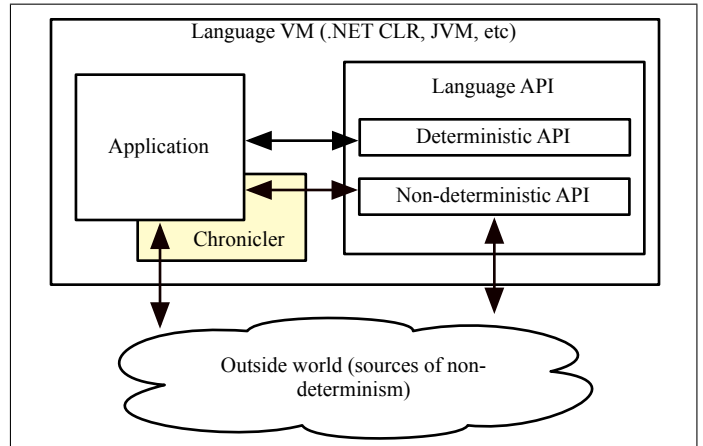 Language VM (.NET CLR, JVM, etc)
Language API
Application
Deterministic API
Non-deterministic API
Chronicler
Outside world (sources of non-
determinism)